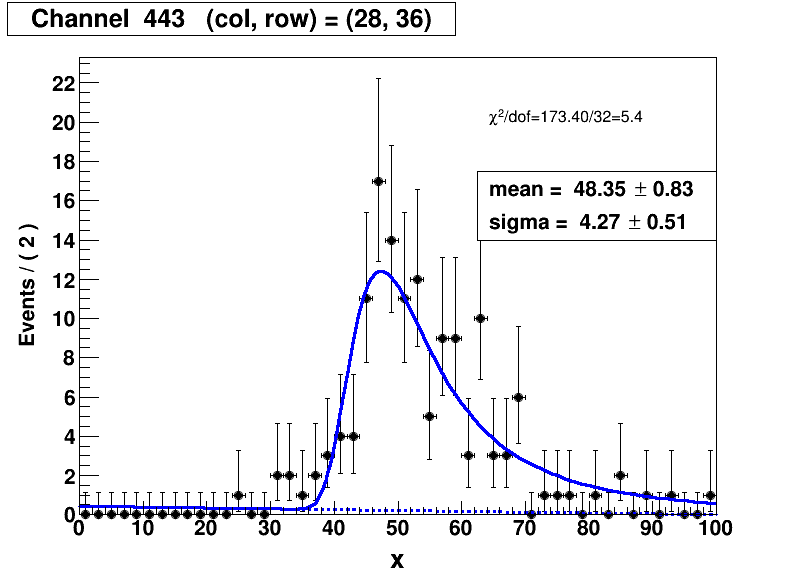 Channel 443 (col, row) = (28, 36)
χ²/dof=173.40/32=5.4
mean = 48.35 ± 0.83
sigma = 4.27 ± 0.51
Events / ( 2 )
22
20
18
16
14
12
10
8
6
4
2
0
0 10 20 30 40 50 60 70 80 90 100
x